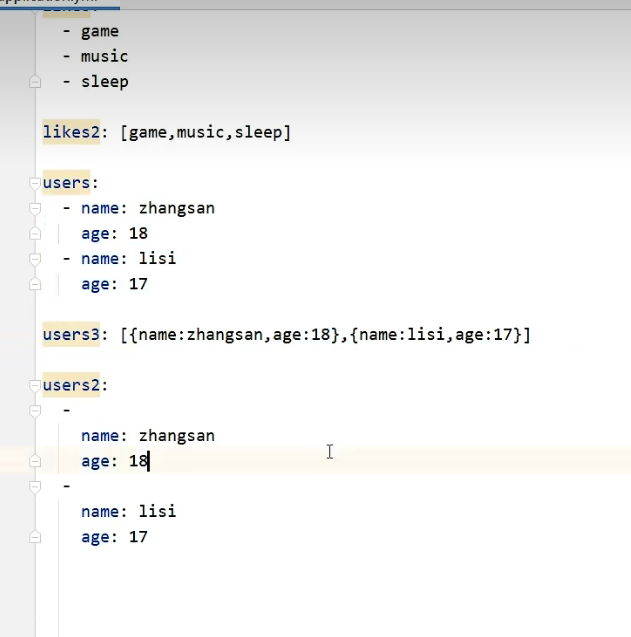 - game
- music
- sleep
likes2: [game,music,sleep]
users:
- name: zhangsan
age: 18
- name: lisi
age: 17
users3: [{name:zhangsan,age:18},{name:lisi,age:17}]
users2:
-
name: zhangsan
age: 18
-
name: lisi
age: 17